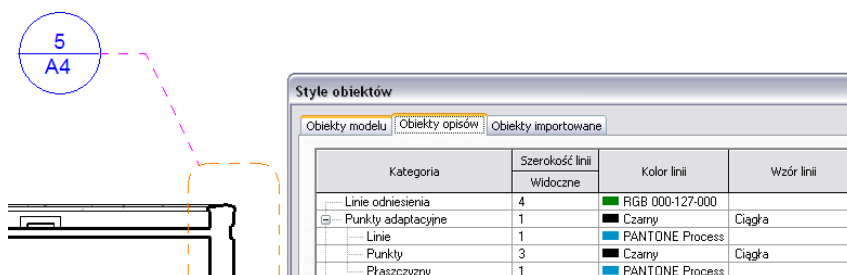 5
A4
Style obiektów
Obiekty modelu Obiekty opisów Obiekty importowane
Kategoria Szerokość linii Kolor linii Wzór linii
Widoczne
Linie odniesienia 4 RGB 000-127-000
Punkty adaptacyjne 1 Czarny Ciągła
Linie 1 PANTONE Process
Punkty 3 Czarny Ciągła
Płaszczyzny 1 PANTONE Process